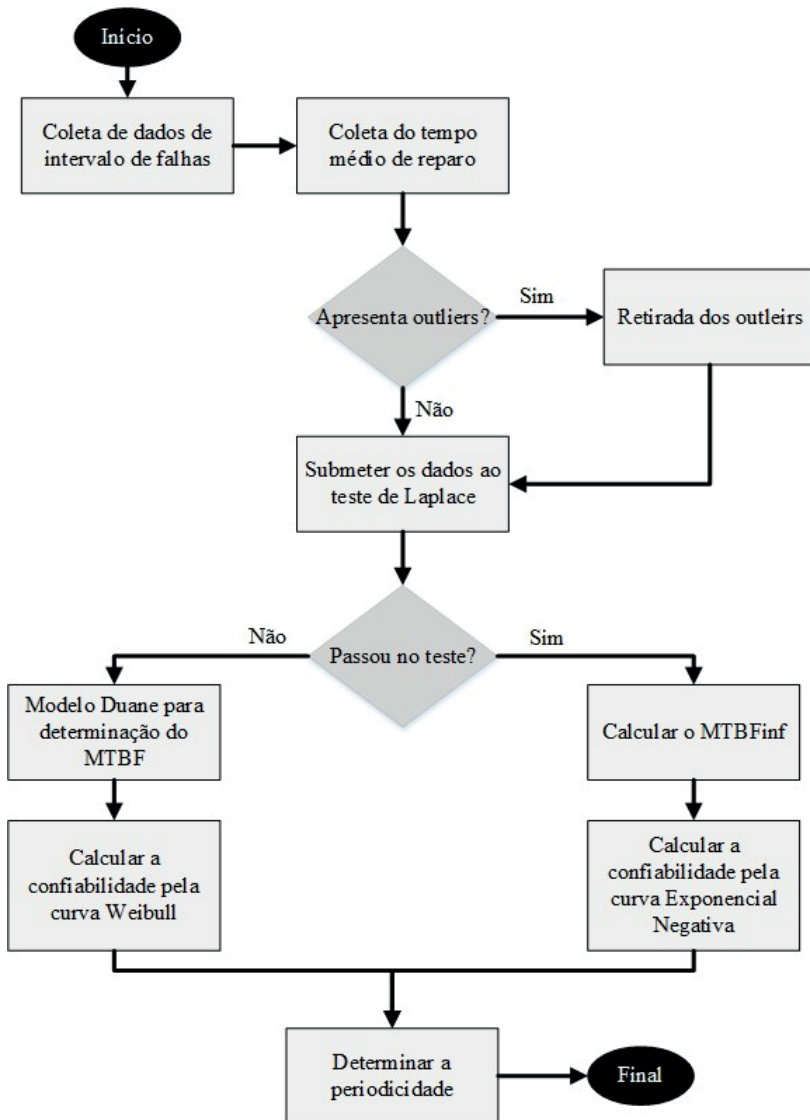 Início
Coleta de dados de
intervalo de falhas
Coleta do tempo
médio de reparo
Apresenta outliers?
Sim
Retirada dos outleirs
Não
Submeter os dados ao
teste de Laplace
Não
Passou no teste?
Sim
Modelo Duane para
determinação do
MTBF
Calcular o MTBFinf
Calcular a
confiabilidade pela
curva Weibull
Calcular a
confiabilidade pela
curva Exponencial
Negativa
Determinar a
periodicidade
Final